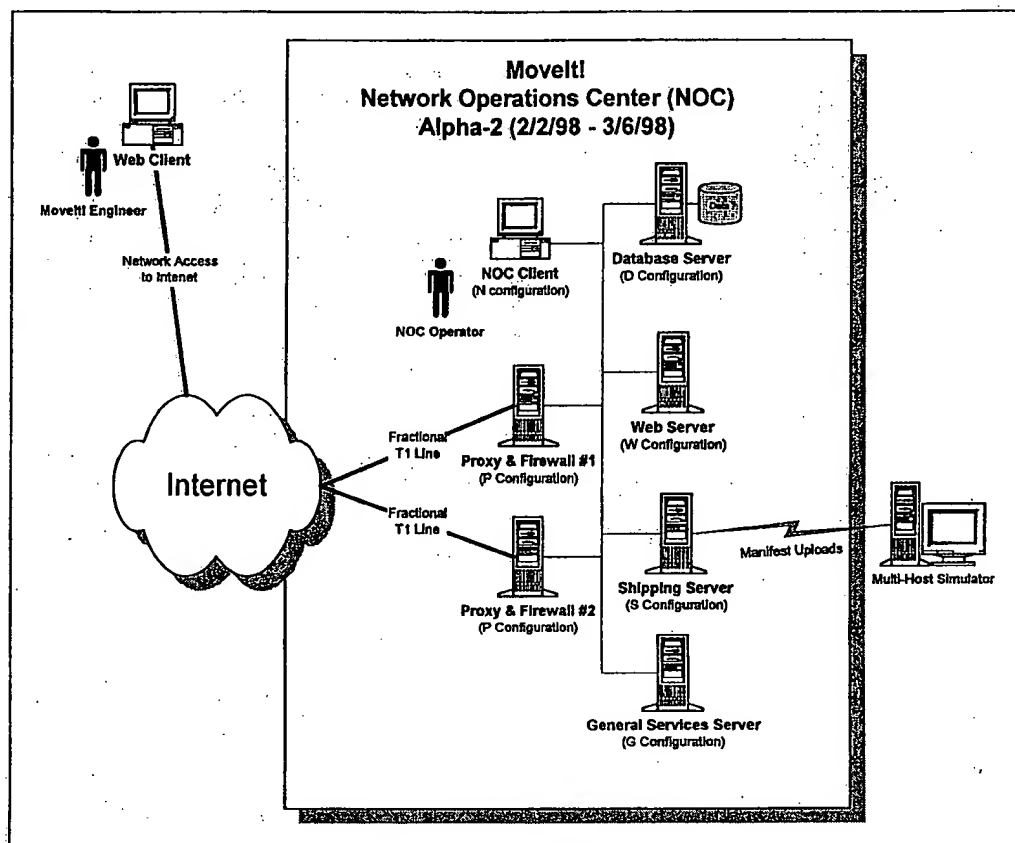 MoveIt!
Network Operations Center (NOC)
Alpha-2 (2/2/98 - 3/6/98)
Web Client
MoveIt! Engineer
Network Access
to Intenet
NOC Client
(N configuration)
NOC Operator
Data
Database Server
(D Configuration)
Internet
Fractional
T1 Line
Proxy & Firewall #1
(P Configuration)
Web Server
(W Configuration)
Fractional
T1 Line
Proxy & Firewall #2
(P Configuration)
Shipping Server
(S Configuration)
Manifest Uploads
Multi-Host Simulator
General Services Server
(G Configuration)